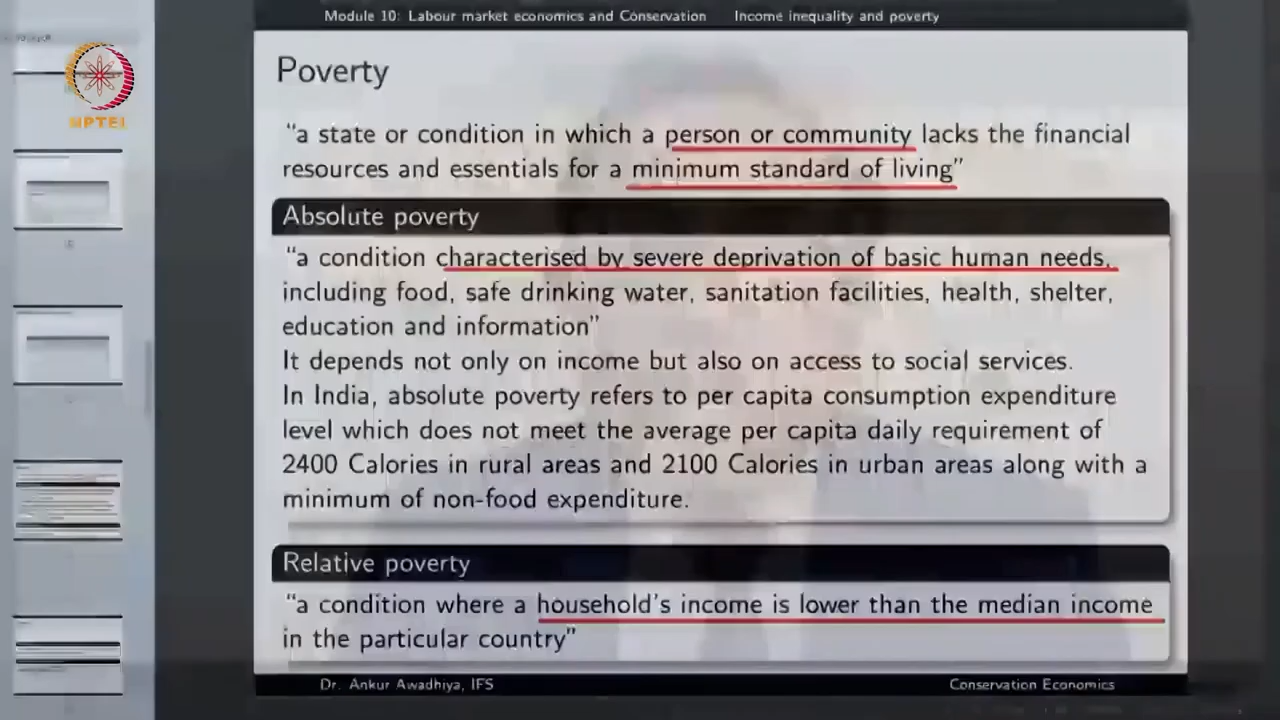 Module 10: Labour market economics and Conservation Income inequality and poverty
NPTEL
Poverty
“a state or condition in which a person or community lacks the financial
resources and essentials for a minimum standard of living”
Absolute poverty
“a condition characterised by severe deprivation of basic human needs,
including food, safe drinking water, sanitation facilities, health, shelter,
education and information”
It depends not only on income but also on access to social services.
In India, absolute poverty refers to per capita consumption expenditure
level which does not meet the average per capita daily requirement of
2400 Calories in rural areas and 2100 Calories in urban areas along with a
minimum of non-food expenditure.
Relative poverty
“a condition where a household's income is lower than the median income
in the particular country”
Dr. Ankur Awadhiya, IFS Conservation Economics